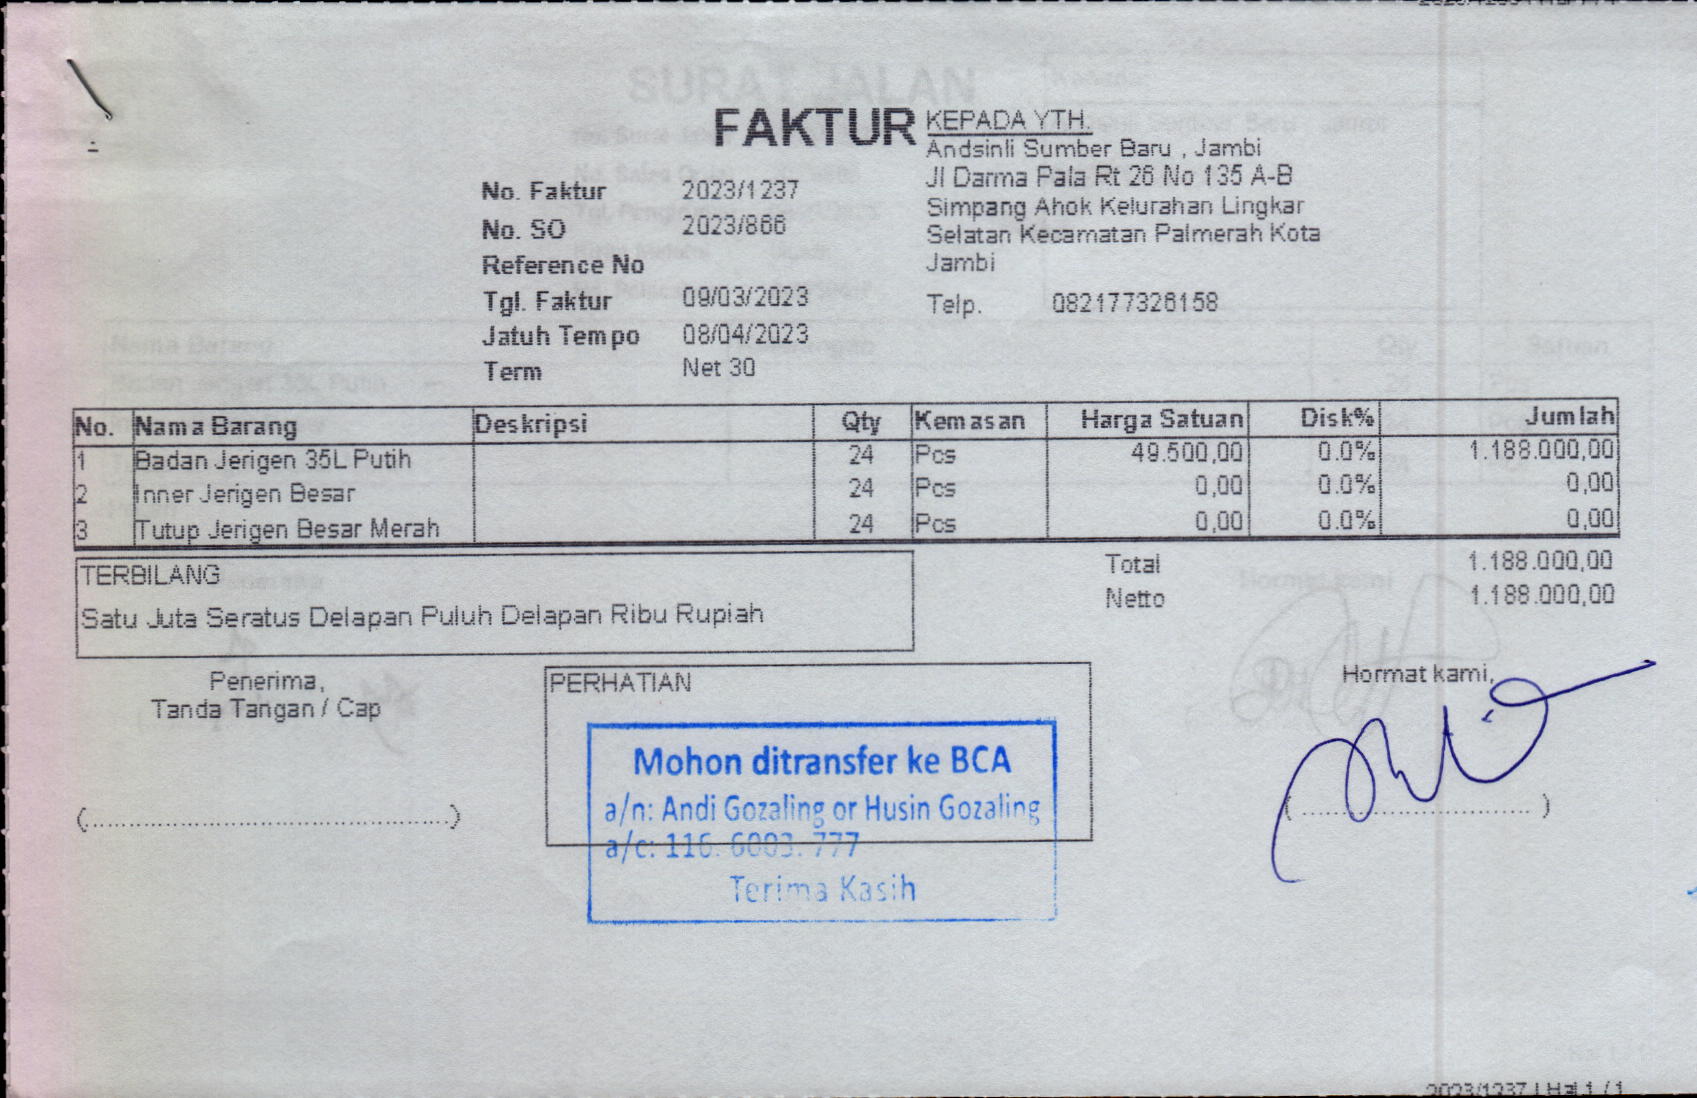 FAKTUR
KEPADA YTH.
Andsinli Sumber Baru , Jambi
Jl Darma Pala Rt 26 No 135 A-B
Simpang Ahok Kelurahan Lingkar
Selatan Kecamatan Palmerah Kota
Jambi
Telp. 082177326158
No. Faktur 2023/1237
No. SO 2023/866
Reference No
Tgl. Faktur 09/03/2023
Jatuh Tempo 08/04/2023
Term Net 30
No. Nama Barang Deskripsi Qty Kemasan Harga Satuan Disk% Jumlah
1 Badan Jerigen 35L Putih 24 Pcs 49.500,00 0.0% 1.188.000,00
2 Inner Jerigen Besar 24 Pcs 0,00 0.0% 0,00
3 Tutup Jerigen Besar Merah 24 Pcs 0,00 0.0% 0,00
TERBILANG
Satu Juta Seratus Delapan Puluh Delapan Ribu Rupiah
Total 1.188.000,00
Netto 1.188.000,00
Penerima,
Tanda Tangan / Cap
(..............................................)
PERHATIAN
Mohon ditransfer ke BCA
a/n: Andi Gozaling or Husin Gozaling
a/c: 116. 6003. 777
Terima Kasih
Hormat kami,
(..............................)
2023/1237 | Hal 1 / 1